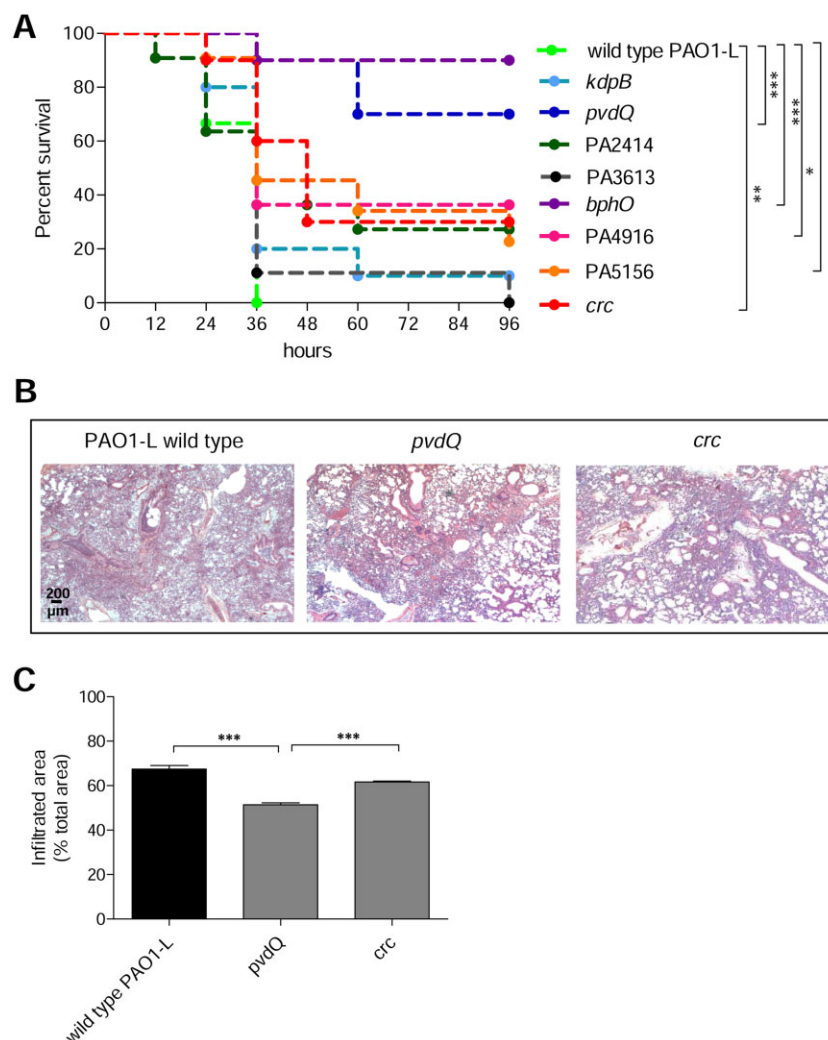 A
100
80
60
40
20
0
Percent survival
0 12 24 36 48 60 72 84 96
hours
wild type PAO1-L
kdpB
pvdQ
PA2414
PA3613
bphO
PA4916
PA5156
crc
**
***
***
*
B
PAO1-L wild type pvdQ crc
200
µm
C
100
80
60
40
20
0
Infiltrated area
(% total area)
*** ***
wild type PAO1-L pvdQ crc